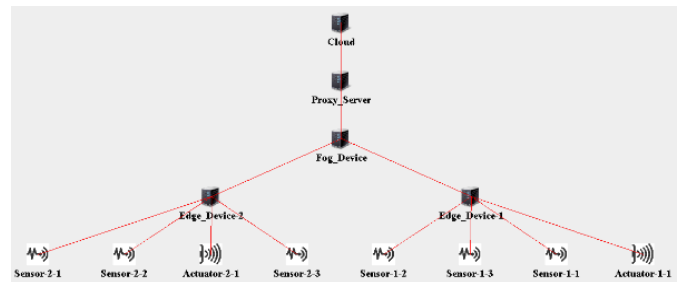 Cloud
Proxy_Server
Fog_Device
Edge_Device-2 Edge_Device-1
Sensor-2-1 Sensor-2-2 Actuator-2-1 Sensor-2-3 Sensor-1-2 Sensor-1-3 Sensor-1-1 Actuator-1-1